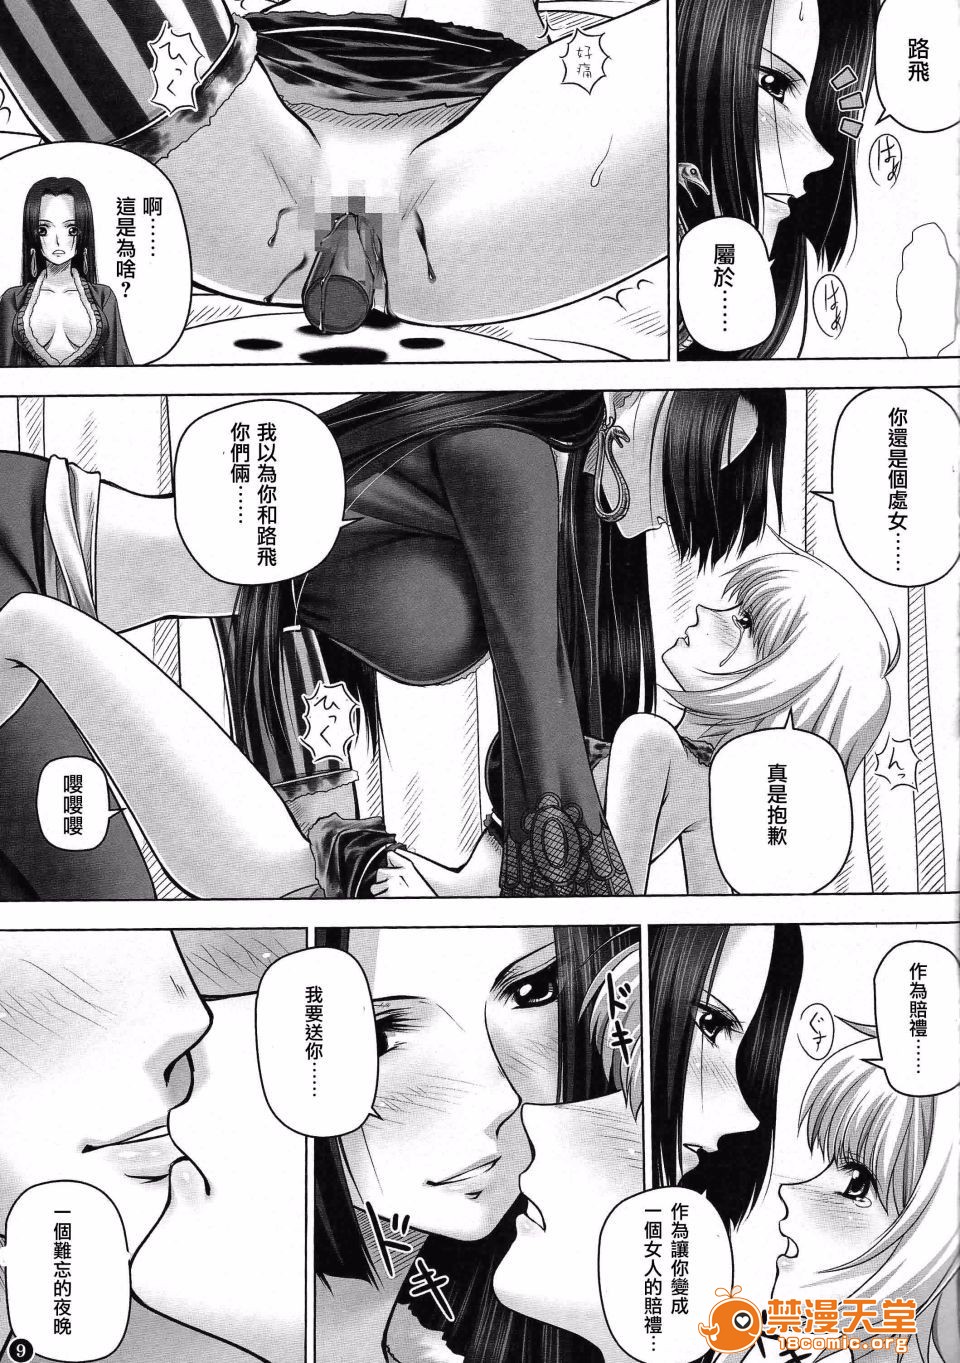 路飛
はぁ
屬於……
はぁ
好痛
ひっく
啊……
這是為啥?
你還是個處女……
我以為你和路飛
你們倆……
ひっく
んっ
真是抱歉
嚶嚶嚶
作為賠禮……
作為讓你變成
一個女人的賠禮…
ドキ
ドキ
我要送你……
一個難忘的夜晚
9
禁漫天堂
18comic.org